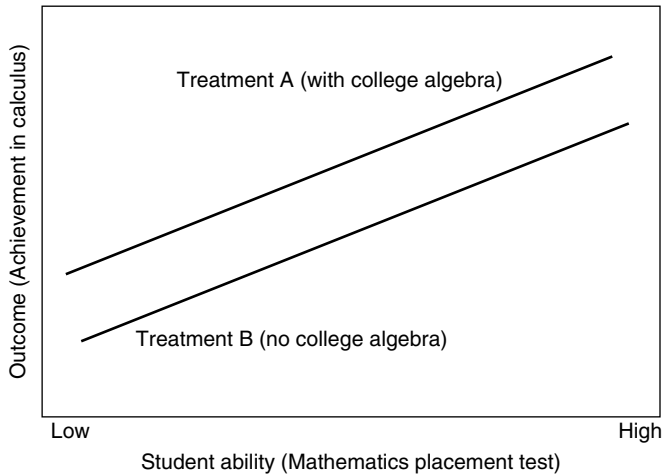 Outcome (Achievement in calculus)
Treatment A (with college algebra)
Treatment B (no college algebra)
Low
High
Student ability (Mathematics placement test)